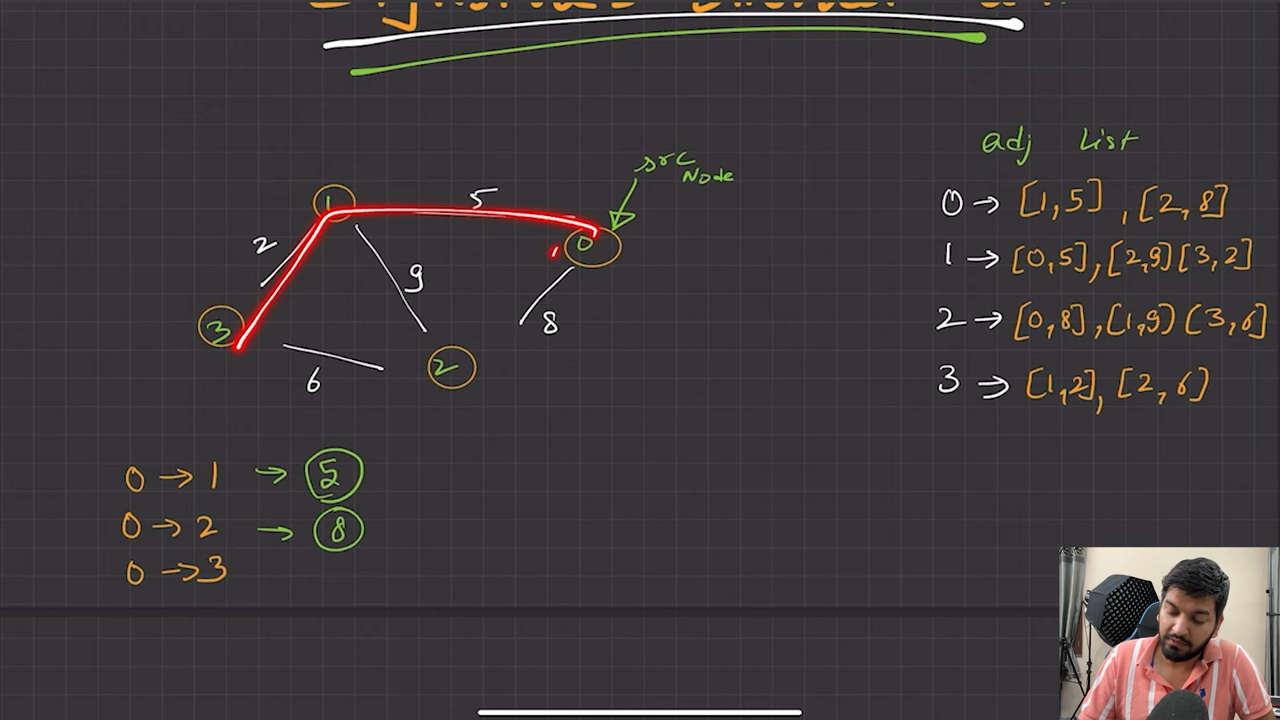 src
Node
1
5
0
2
9
8
3
6
2
adj List
0 → [1,5] , [2,8]
1 → [0,5], [2,9] [3,2]
2 → [0,8], [1,9) [3,6]
3 → [1,2], [2,6)
0 → 1 → 5
0 → 2 → 8
0 → 3